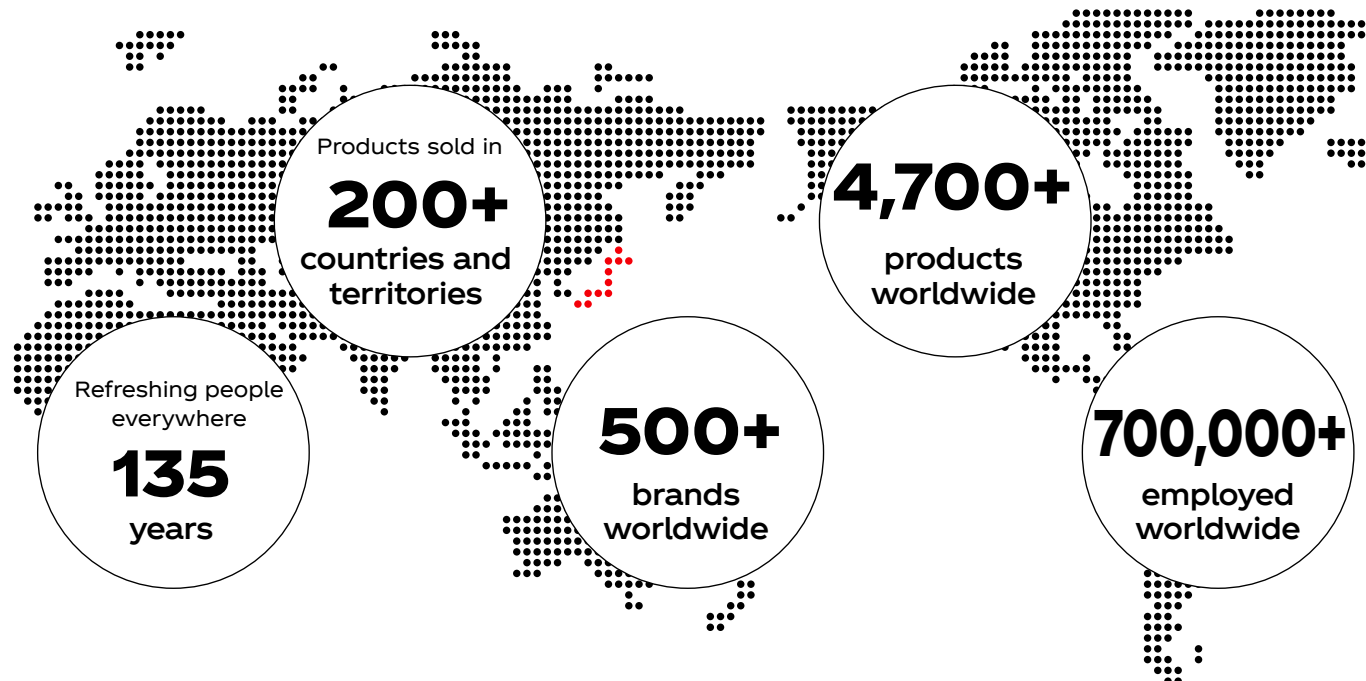 Products sold in
200+
countries and
territories
4,700+
products
worldwide
Refreshing people
everywhere
135
years
500+
brands
worldwide
700,000+
employed
worldwide